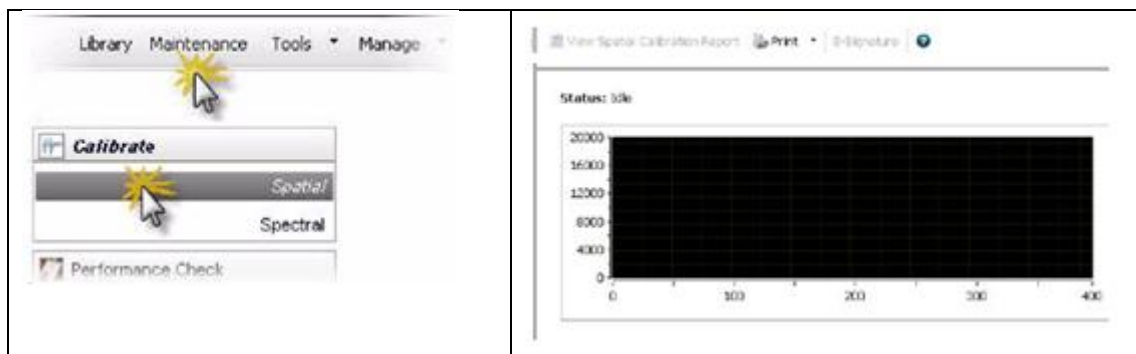 Library Maintenance Tools Manage
Calibrate
Spatial
Spectral
Performance Check
View Spatial Calibration Report Print E-Signature
Status: Idle
20000
16000
12000
8000
4000
0
0 100 200 300 400